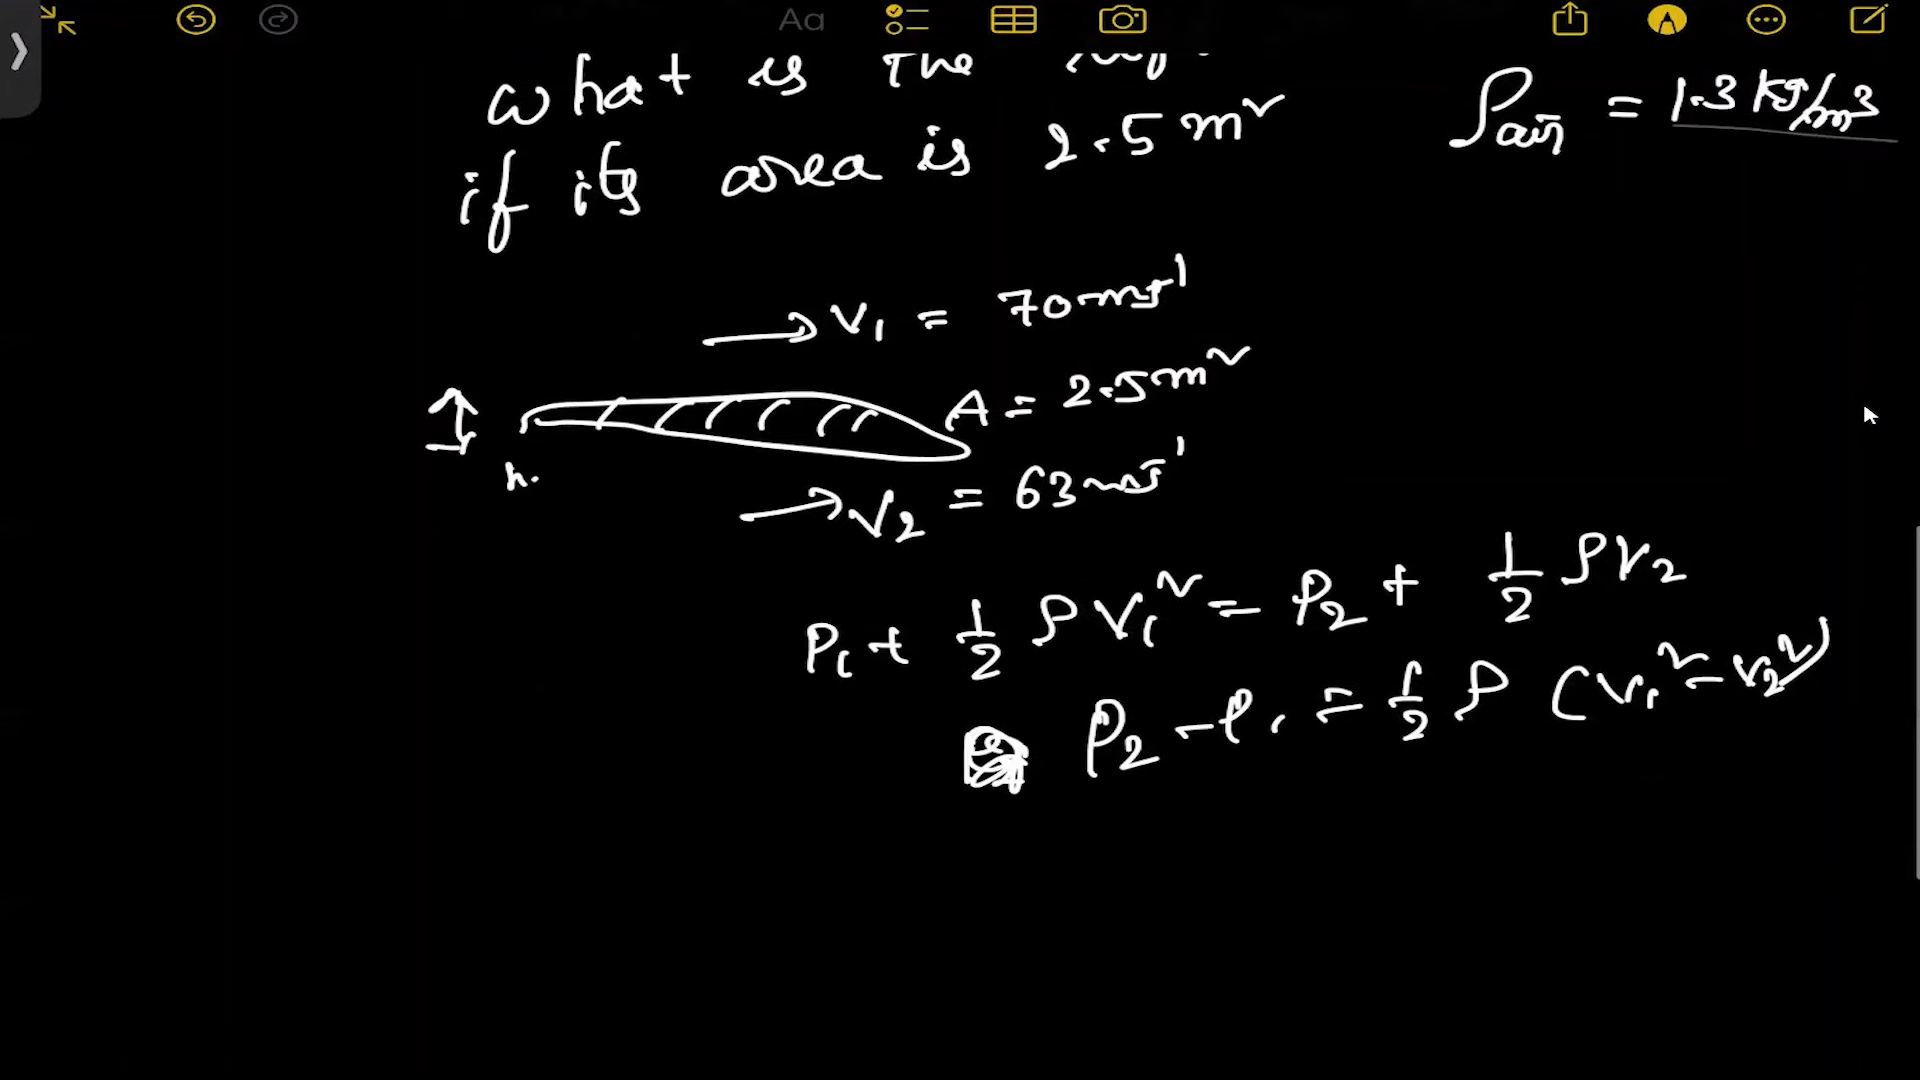 Aa
what is the
if its area is 2.5 m²
ρair = 1.3 kg/m³
→ V₁ = 70 ms⁻¹
A = 2.5 m²
h.
→ V₂ = 63 ms⁻¹
P₁ + 1/2 ρ V₁² = P₂ + 1/2 ρ V₂
P₂ - P₁ = 1/2 ρ (V₁² - V₂²)